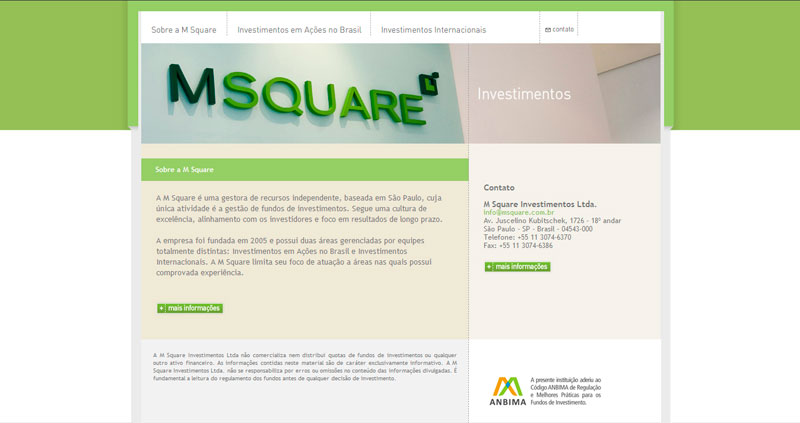 Sobre a M Square
Investimentos em Ações no Brasil
Investimentos Internacionais
contato
MSQUARE
Investimentos
Sobre a M Square
A M Square é uma gestora de recursos independente, baseada em São Paulo, cuja
única atividade é a gestão de fundos de investimentos. Segue uma cultura de
excelência, alinhamento com os investidores e foco em resultados de longo prazo.
A empresa foi fundada em 2005 e possui duas áreas gerenciadas por equipes
totalmente distintas: Investimentos em Ações no Brasil e Investimentos
Internacionais. A M Square limita seu foco de atuação a áreas nas quais possui
comprovada experiência.
+ mais informações
Contato
M Square Investimentos Ltda.
info@msquare.com.br
Av. Juscelino Kubitschek, 1726 - 18º andar
São Paulo - SP - Brasil - 04543-000
Telefone: +55 11 3074-6370
Fax: +55 11 3074-6386
+ mais informações
A M Square Investimentos Ltda não comercializa nem distribui quotas de fundos de investimentos ou qualquer
outro ativo financeiro. As informações contidas neste material são de caráter exclusivamente informativo. A M
Square Investimentos Ltda. não se responsabiliza por erros ou omissões no conteúdo das informações divulgadas. É
fundamental a leitura do regulamento dos fundos antes de qualquer decisão de investimento.
ANBIMA
A presente instituição aderiu ao
Código ANBIMA de Regulação
e Melhores Práticas para os
Fundos de Investimento.